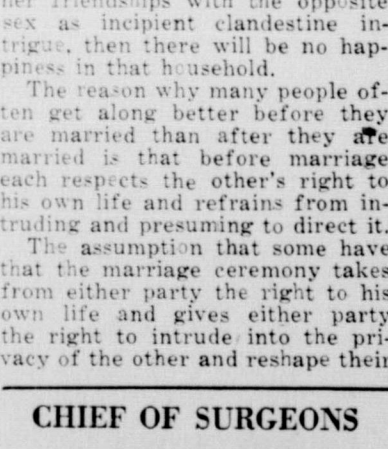 her friendships with the opposite
sex as incipient clandestine in-
trigue, then there will be no hap-
piness in that household.
The reason why many people of-
ten get along better before they
are married than after they are
married is that before marriage
each respects the other's right to
his own life and refrains from in-
truding and presuming to direct it.
The assumption that some have
that the marriage ceremony takes
from either party the right to his
own life and gives either party
the right to intrude into the pri-
vacy of the other and reshape their
CHIEF OF SURGEONS